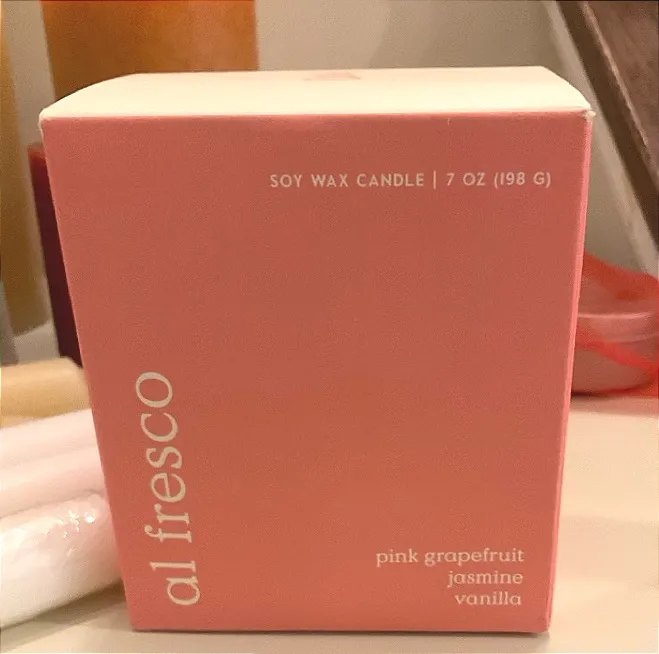 SOY WAX CANDLE | 7 OZ (198 G)
al fresco
pink grapefruit
jasmine
vanilla